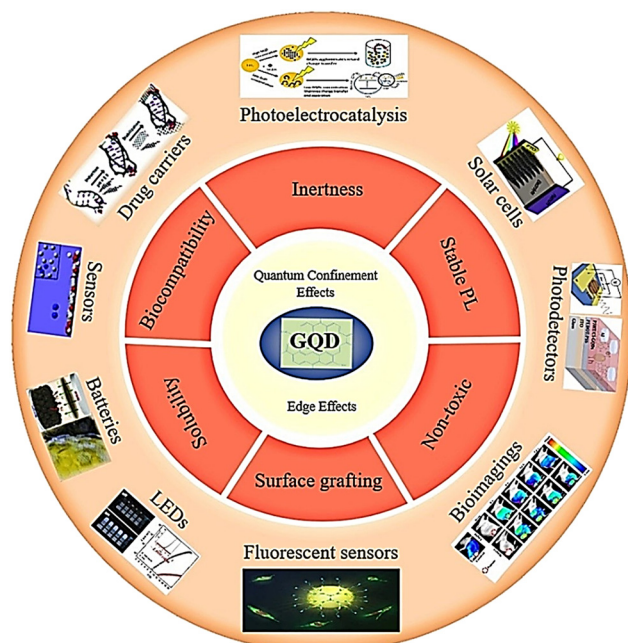 Photoelectrocatalysis
Solar cells
Photodetectors
Bioimagings
Fluorescent sensors
LEDs
Batteries
Sensors
Drug carriers
Inertness
Stable PL
Non-toxic
Surface grafting
Solubility
Biocompatibility
Quantum Confinement
Effects
GQD
Edge Effects